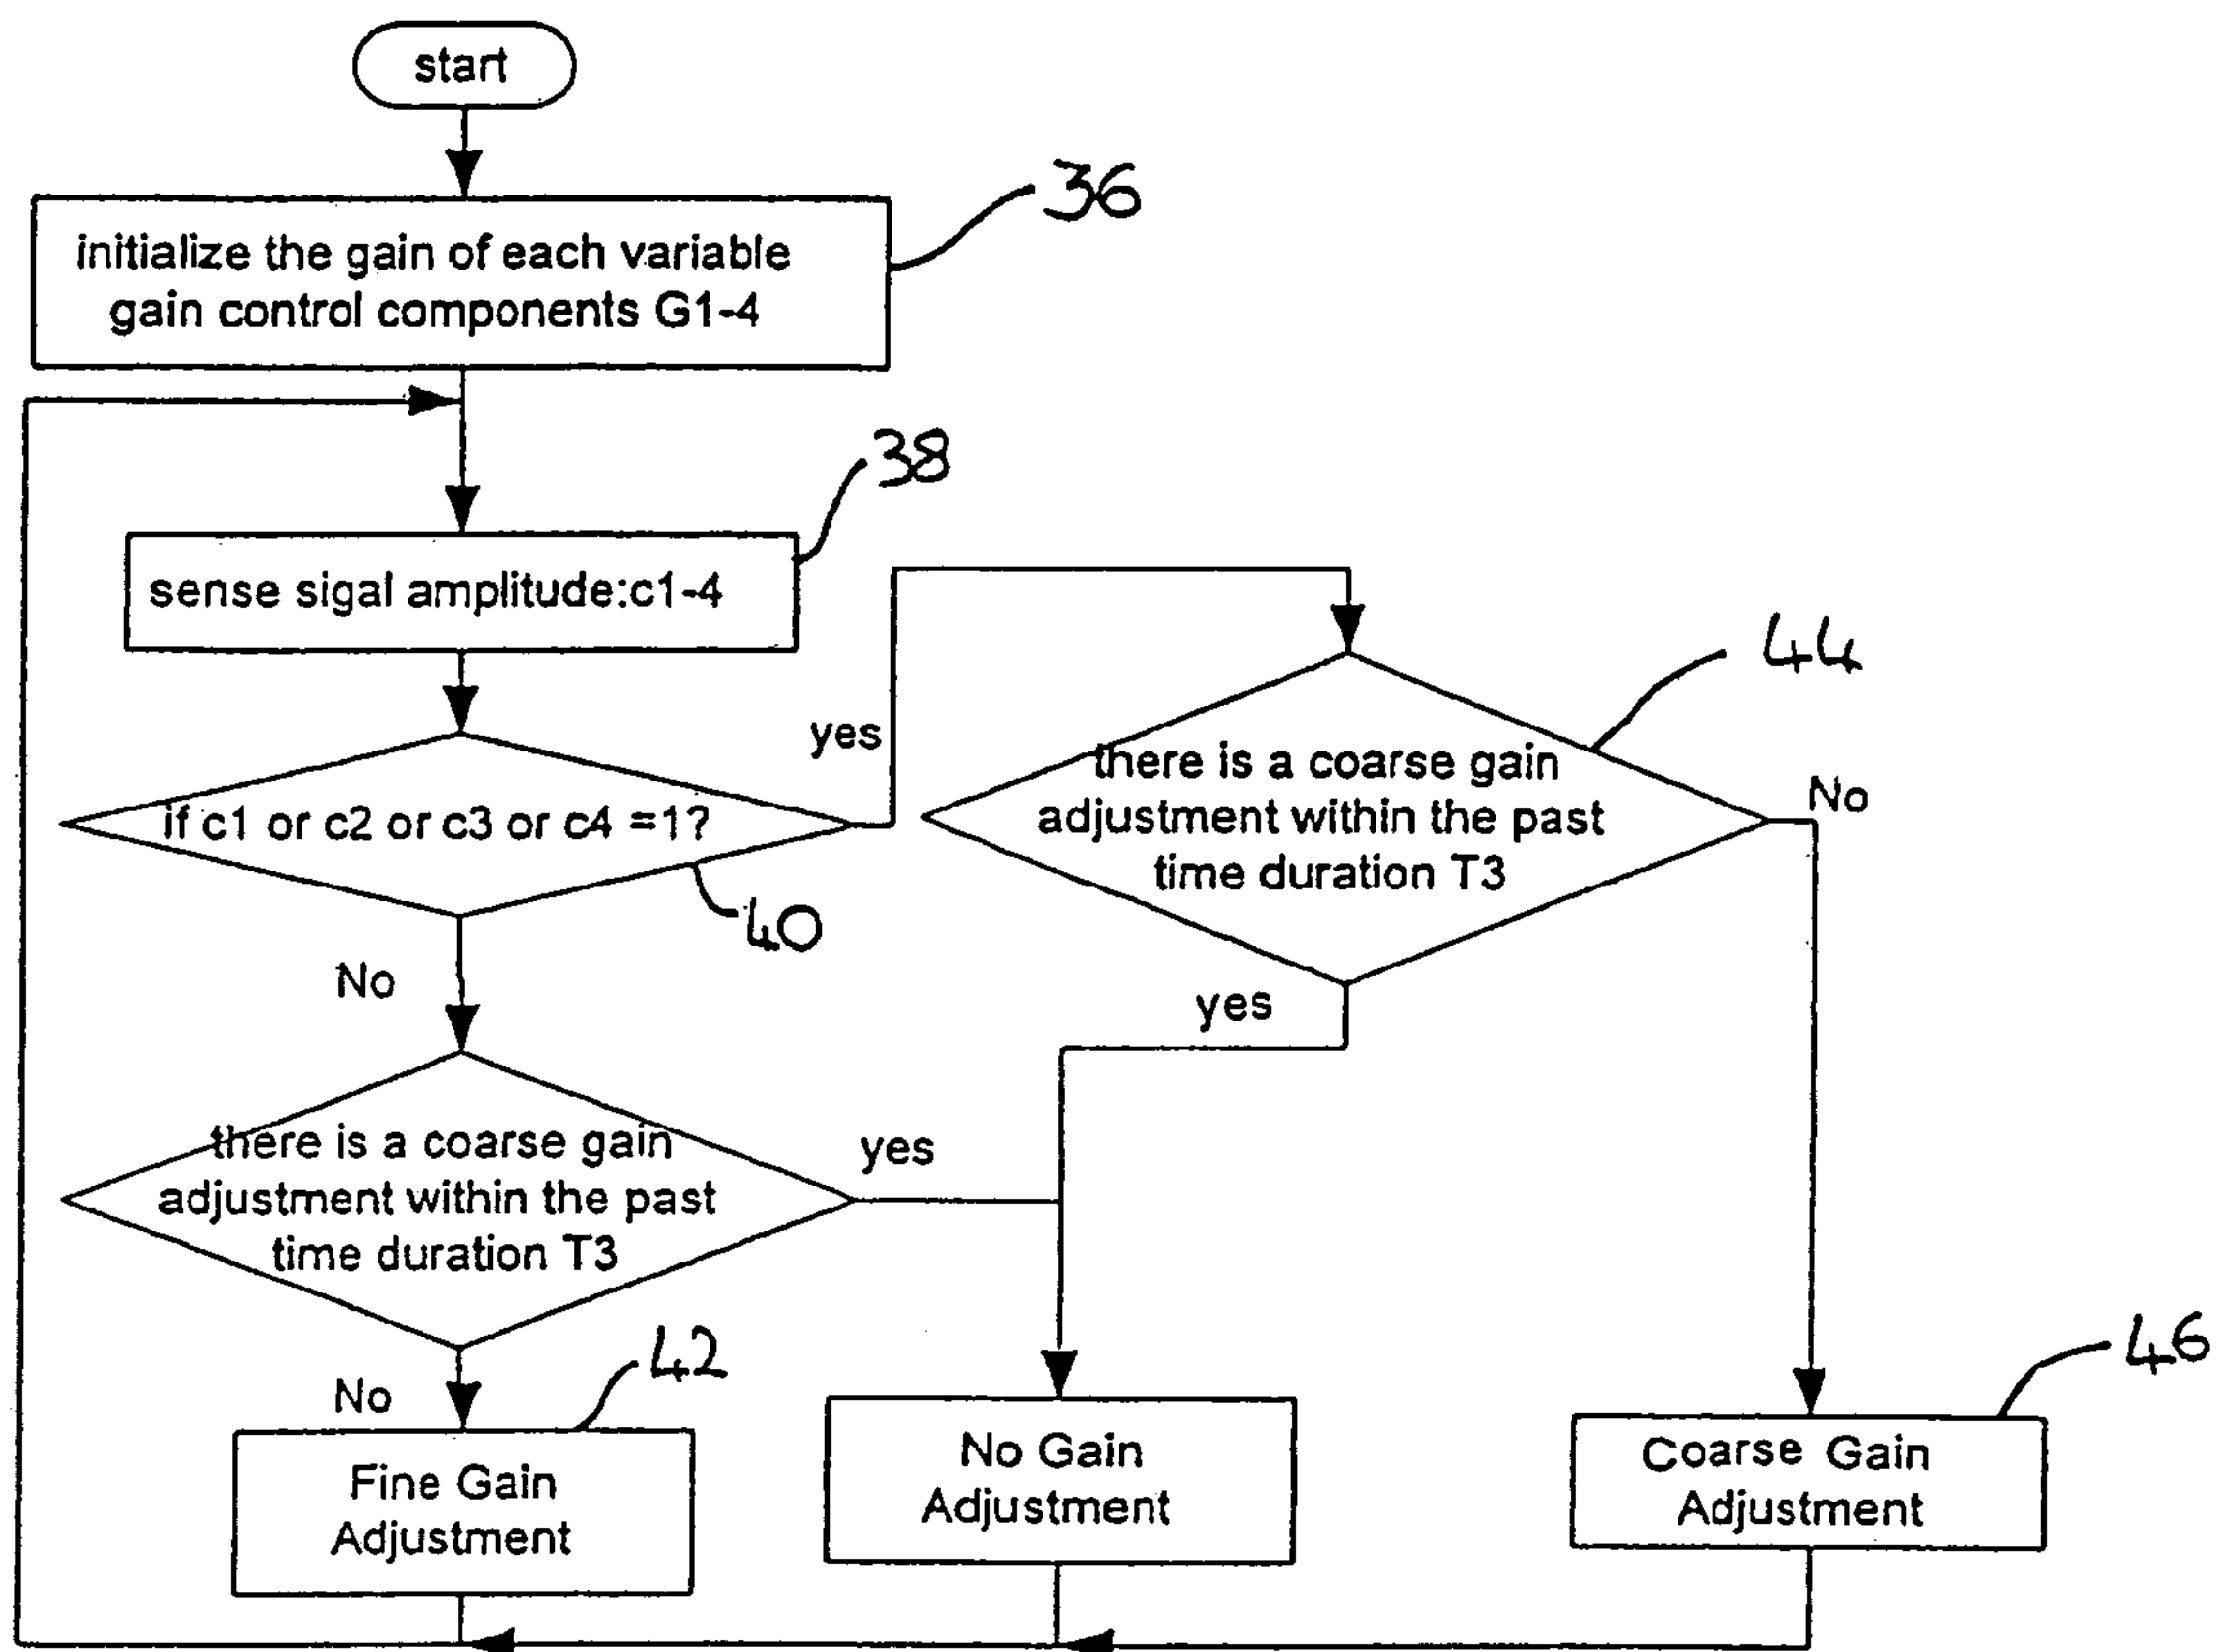 start
36
initialize the gain of each variable
gain control components G1-4
38
sense sigal amplitude:c1-4
44
yes
there is a coarse gain
adjustment within the past
time duration T3
No
if c1 or c2 or c3 or c4 =1?
40
No
yes
there is a coarse gain
adjustment within the past
time duration T3
yes
42
46
No
Fine Gain
Adjustment
No Gain
Adjustment
Coarse Gain
Adjustment